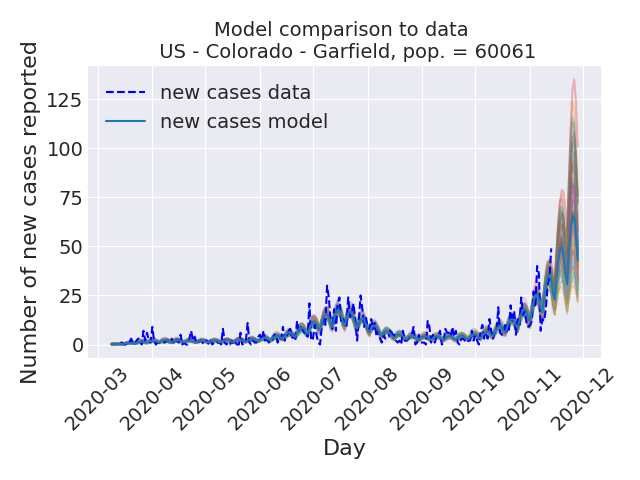 Model comparison to data
US - Colorado - Garfield, pop. = 60061
Number of new cases reported
new cases data
new cases model
125
100
75
50
25
0
2020-03
2020-04
2020-05
2020-06
2020-07
2020-08
2020-09
2020-10
2020-11
2020-12
Day